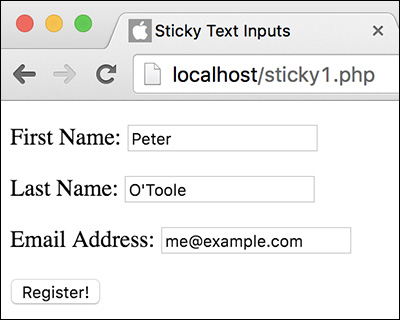 Sticky Text Inputs
localhost/sticky1.php
First Name: Peter
Last Name: O'Toole
Email Address: me@example.com
Register!